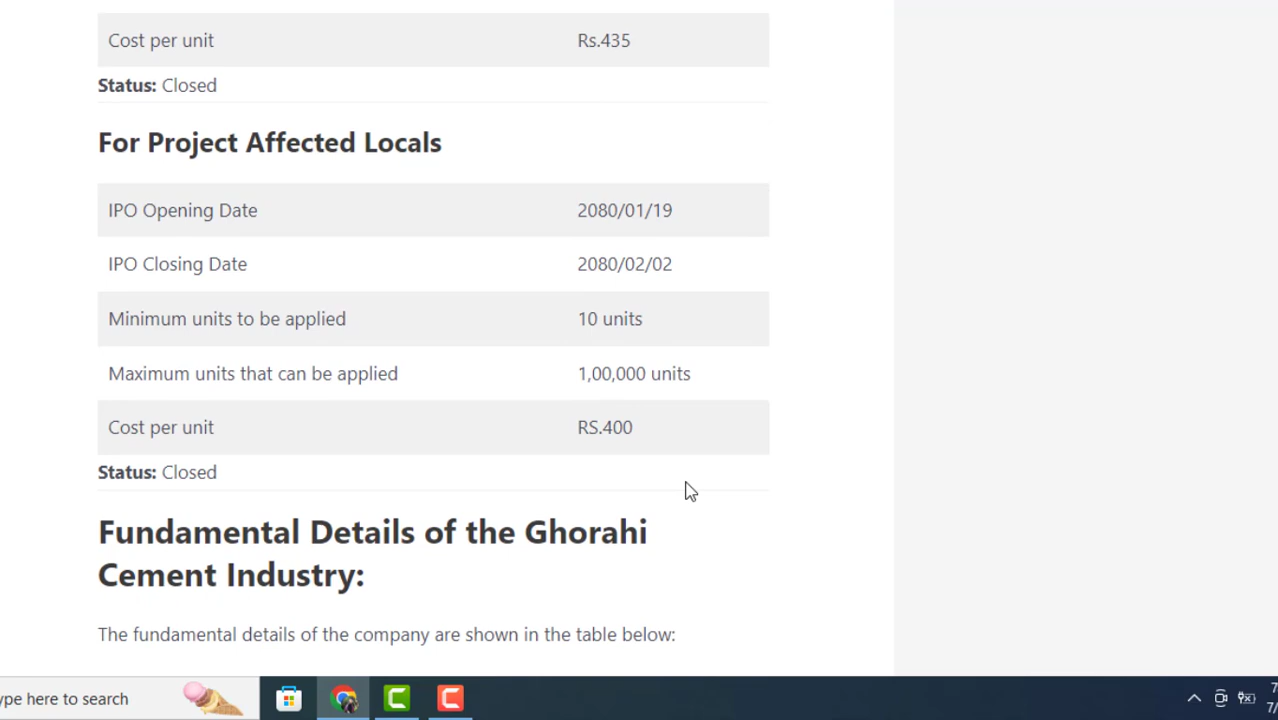 Cost per unit Rs.435
Status: Closed
For Project Affected Locals
IPO Opening Date 2080/01/19
IPO Closing Date 2080/02/02
Minimum units to be applied 10 units
Maximum units that can be applied 1,00,000 units
Cost per unit RS.400
Status: Closed
Fundamental Details of the Ghorahi
Cement Industry:
The fundamental details of the company are shown in the table below:
ype here to search
7
7/